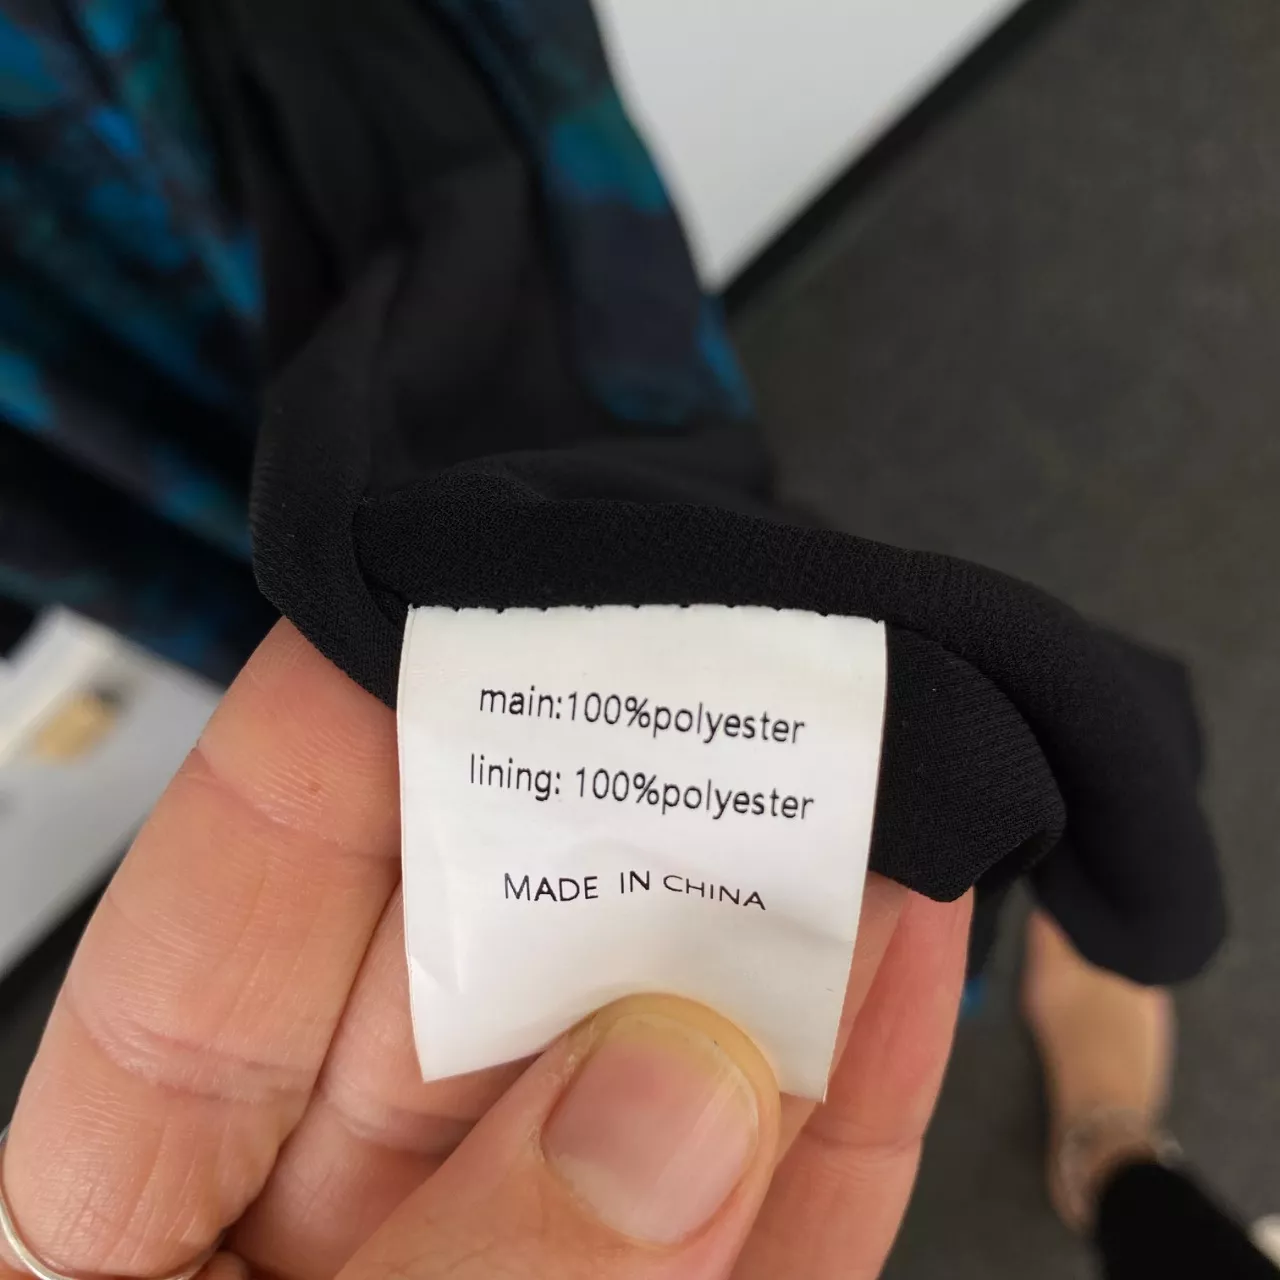 main:100%polyester
lining: 100%polyester
MADE IN CHINA